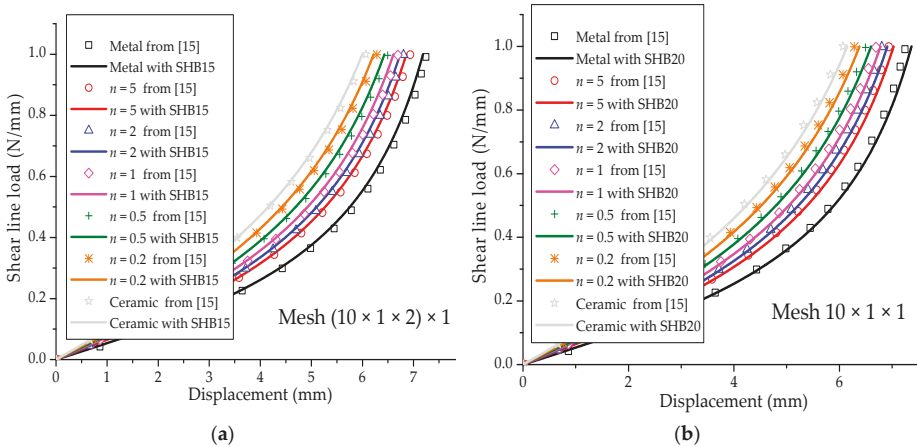 Metal from [15]
Metal with SHB15
n = 5 from [15]
n = 5 with SHB15
n = 2 from [15]
n = 2 with SHB15
n = 1 from [15]
n = 1 with SHB15
n = 0.5 from [15]
n = 0.5 with SHB15
n = 0.2 from [15]
n = 0.2 with SHB15
Ceramic from [15]
Ceramic with SHB15
Mesh (10 × 1 × 2) × 1
Shear line load (N/mm)
1.0
0.8
0.6
0.4
0.2
0.0
0
4
5
6
7
Displacement (mm)
(a)
Metal from [15]
Metal with SHB20
n = 5 from [15]
n = 5 with SHB20
n = 2 from [15]
n = 2 with SHB20
n = 1 from [15]
n = 1 with SHB20
n = 0.5 from [15]
n = 0.5 with SHB20
n = 0.2 from [15]
n = 0.2 with SHB20
Ceramic from [15]
Ceramic with SHB20
Mesh 10 × 1 × 1
Shear line load (N/mm)
1.0
0.8
0.6
0.4
0.2
0.0
0
2
4
6
Displacement (mm)
(b)